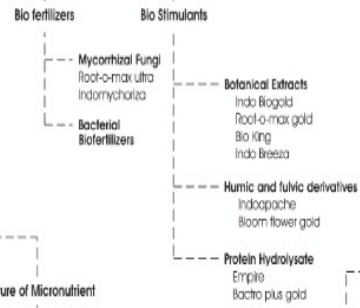 Bio fertilizers
Mycorrhizal Fungi
Root-o-max ultra
Indomychoriza
Bacterial
Biofertilizers
Bio Stimulants
Botanical Extracts
Indo Biogold
Root-o-max gold
Bio King
Indo Breeza
Humic and fulvic derivatives
Indoapache
Bloom flower gold
Protein Hydrolysate
Empire
Bactro plus gold
ure of Micronutrient